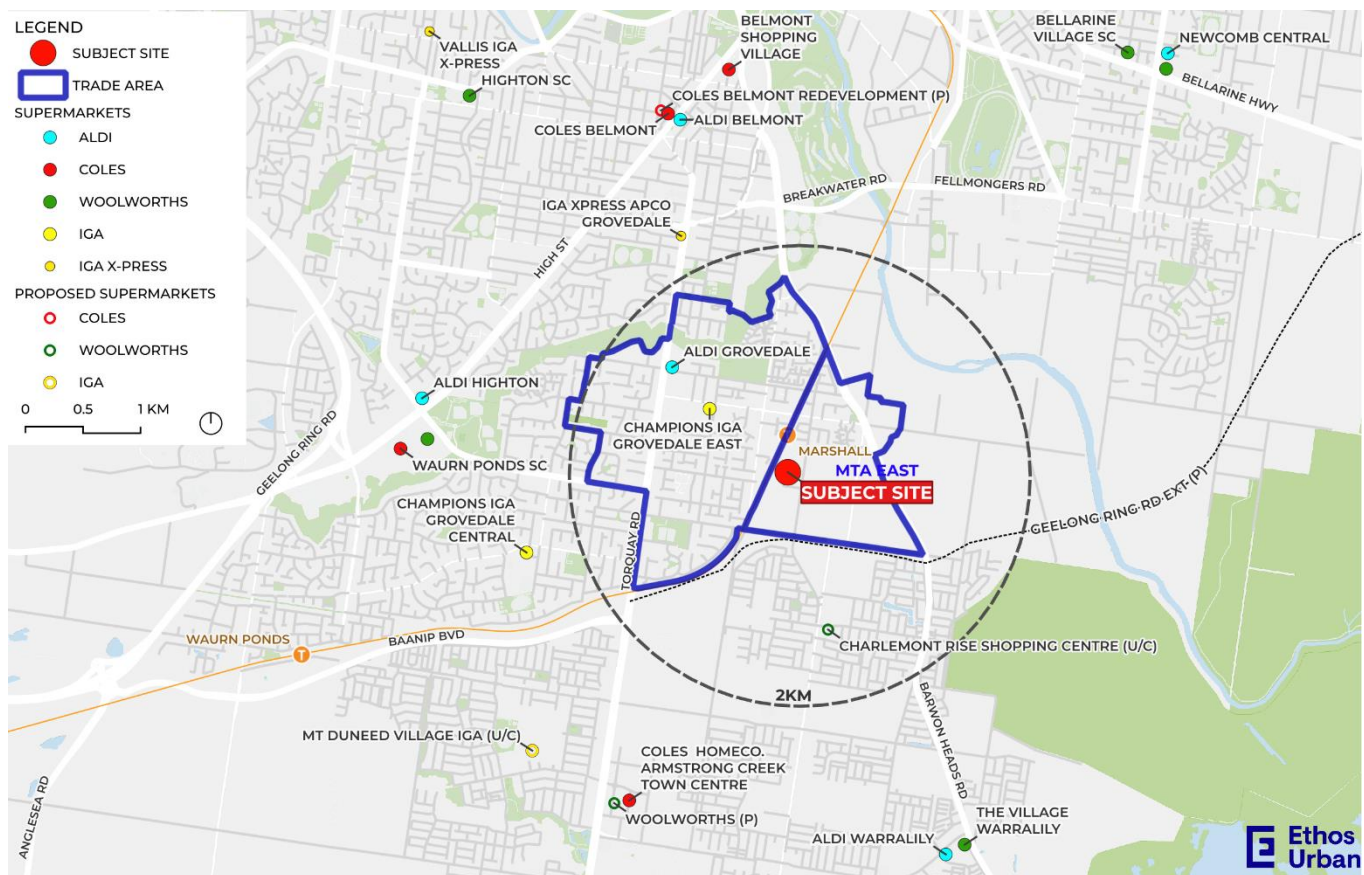 LEGEND
SUBJECT SITE
TRADE AREA
SUPERMARKETS
ALDI
COLES
WOOLWORTHS
IGA
IGA X-PRESS
PROPOSED SUPERMARKETS
COLES
WOOLWORTHS
IGA
0 0.5 1 KM
VALLIS IGA
X-PRESS
HIGHTON SC
BELMONT
SHOPPING
VILLAGE
BELLARINE
VILLAGE SC
NEWCOMB CENTRAL
BELLARINE HWY
COLES BELMONT REDEVELOPMENT (P)
COLES BELMONT
ALDI BELMONT
BREAKWATER RD
FELLMONGERS RD
IGA XPRESS APCO
GROVEDALE
HIGH ST
ALDI GROVEDALE
ALDI HIGHTON
CHAMPIONS IGA
GROVEDALE EAST
MARSHALL
MTA EAST
SUBJECT SITE
WAURN PONDS SC
GEELONG RING RD
GEELONG RING RD EXT (P)
CHAMPIONS IGA
GROVEDALE
CENTRAL
TORQUAY RD
WAURN PONDS
T
BAANIP BVD
CHARLEMONT RISE SHOPPING CENTRE (U/C)
2KM
BARWON HEADS RD
MT DUNEED VILLAGE IGA (U/C)
COLES HOMECO.
ARMSTRONG CREEK
TOWN CENTRE
WOOLWORTHS (P)
ANGLESEA RD
THE VILLAGE
WARRALILY
ALDI WARRALILY
Ethos
Urban